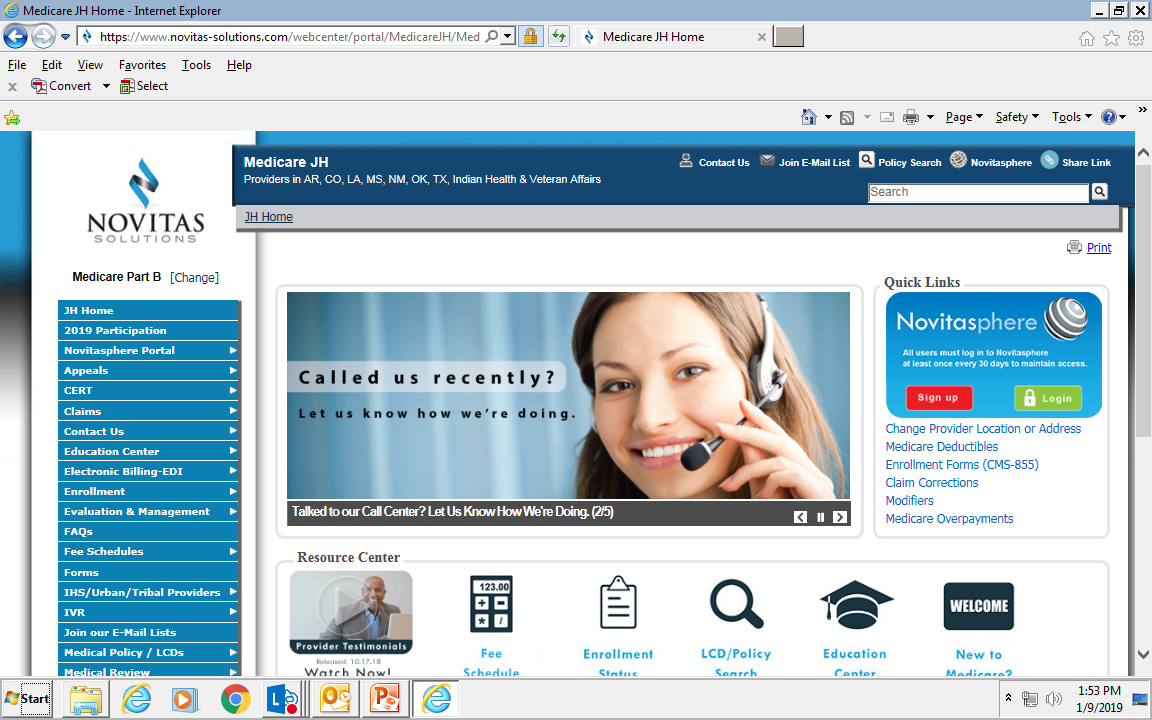 Medicare JH Home - Internet Explorer
https://www.novitas-solutions.com/webcenter/portal/MedicareJH/Med
Medicare JH Home
File Edit View Favorites Tools Help
x Convert Select
Page Safety Tools
Medicare JH
Providers in AR, CO, LA, MS, NM, OK, TX, Indian Health & Veteran Affairs
Contact Us Join E-Mail List Policy Search Novitasphere Share Link
Search
NOVITAS
SOLUTIONS
JH Home
Print
Medicare Part B [Change]
JH Home
2019 Participation
Novitasphere Portal
Appeals
CERT
Claims
Contact Us
Education Center
Electronic Billing-EDI
Enrollment
Evaluation & Management
FAQs
Fee Schedules
Forms
IHS/Urban/Tribal Providers
IVR
Join our E-Mail Lists
Medical Policy / LCDs
Medical Review
Called us recently?
Let us know how we're doing.
Talked to our Call Center? Let Us Know How We're Doing. (2/5)
Quick Links
Novitasphere
All users must log in to Novitasphere
at least once every 30 days to maintain access.
Sign up Login
Change Provider Location or Address
Medicare Deductibles
Enrollment Forms (CMS-855)
Claim Corrections
Modifiers
Medicare Overpayments
Resource Center
Provider Testimonials
Released: 10.17.18
Watch Now!
123.00
Fee
Schedule
Enrollment
Status
LCD/Policy
Search
Education
Center
WELCOME
New to
Medicare?
Start
1:53 PM
1/9/2019